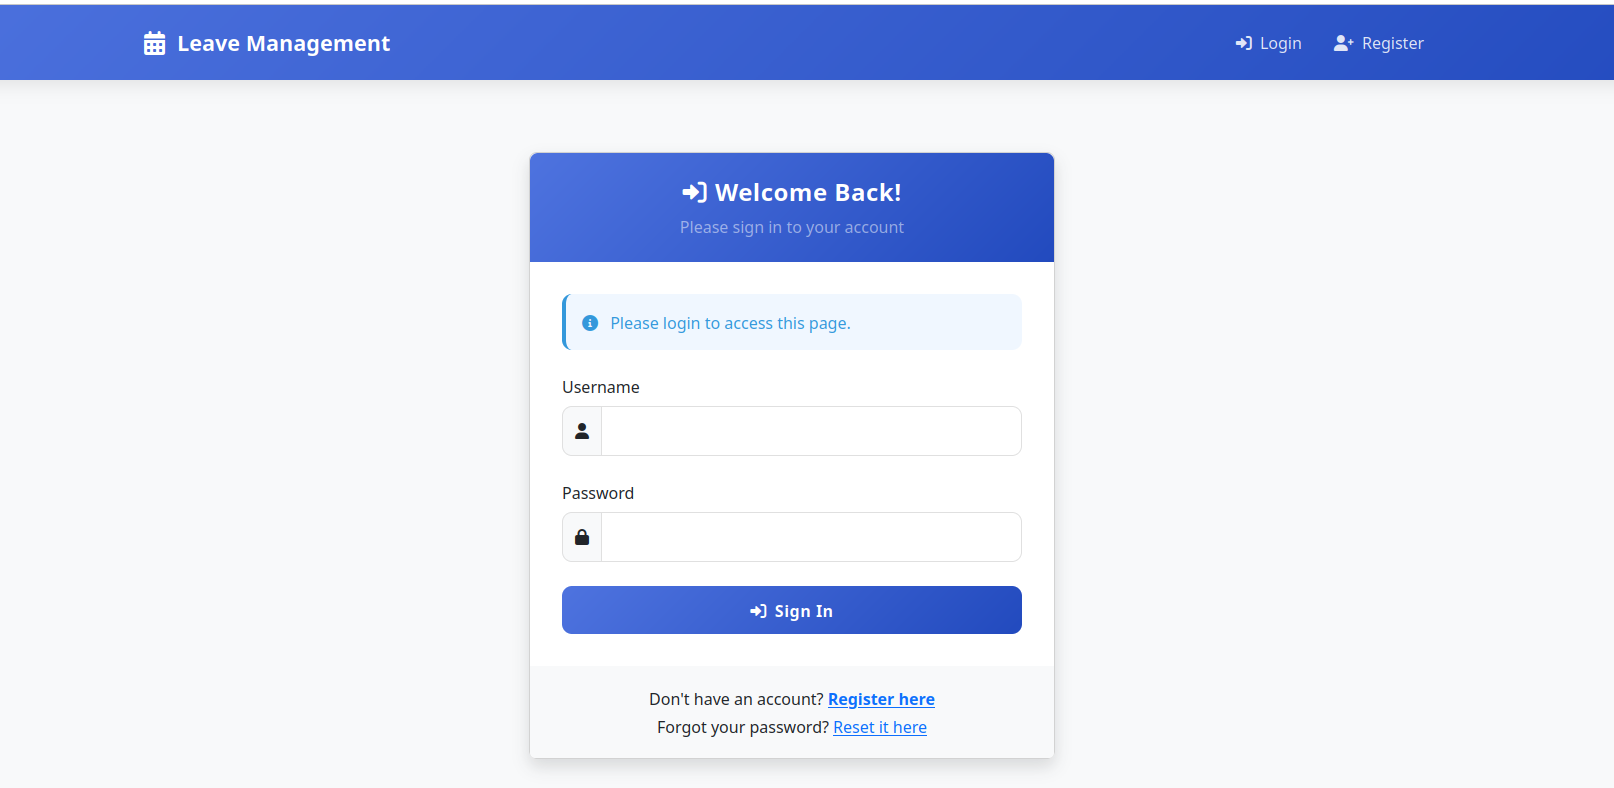 Leave Management
Login
Register
Welcome Back!
Please sign in to your account
Please login to access this page.
Username
Password
Sign In
Don't have an account? Register here
Forgot your password? Reset it here